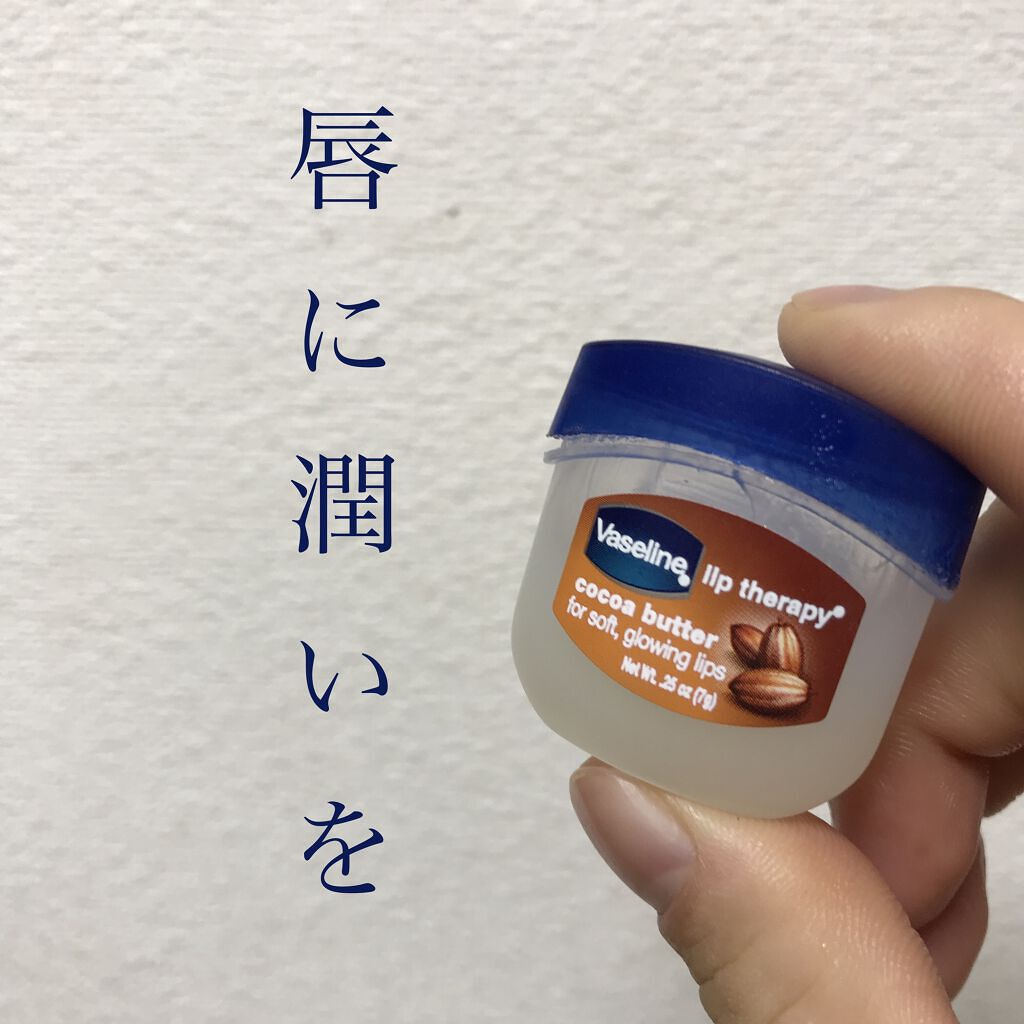 唇に潤いを
Vaseline®
lip therapy®
cocoa butter
for soft, glowing lips
Net Wt. .25 oz (7g)